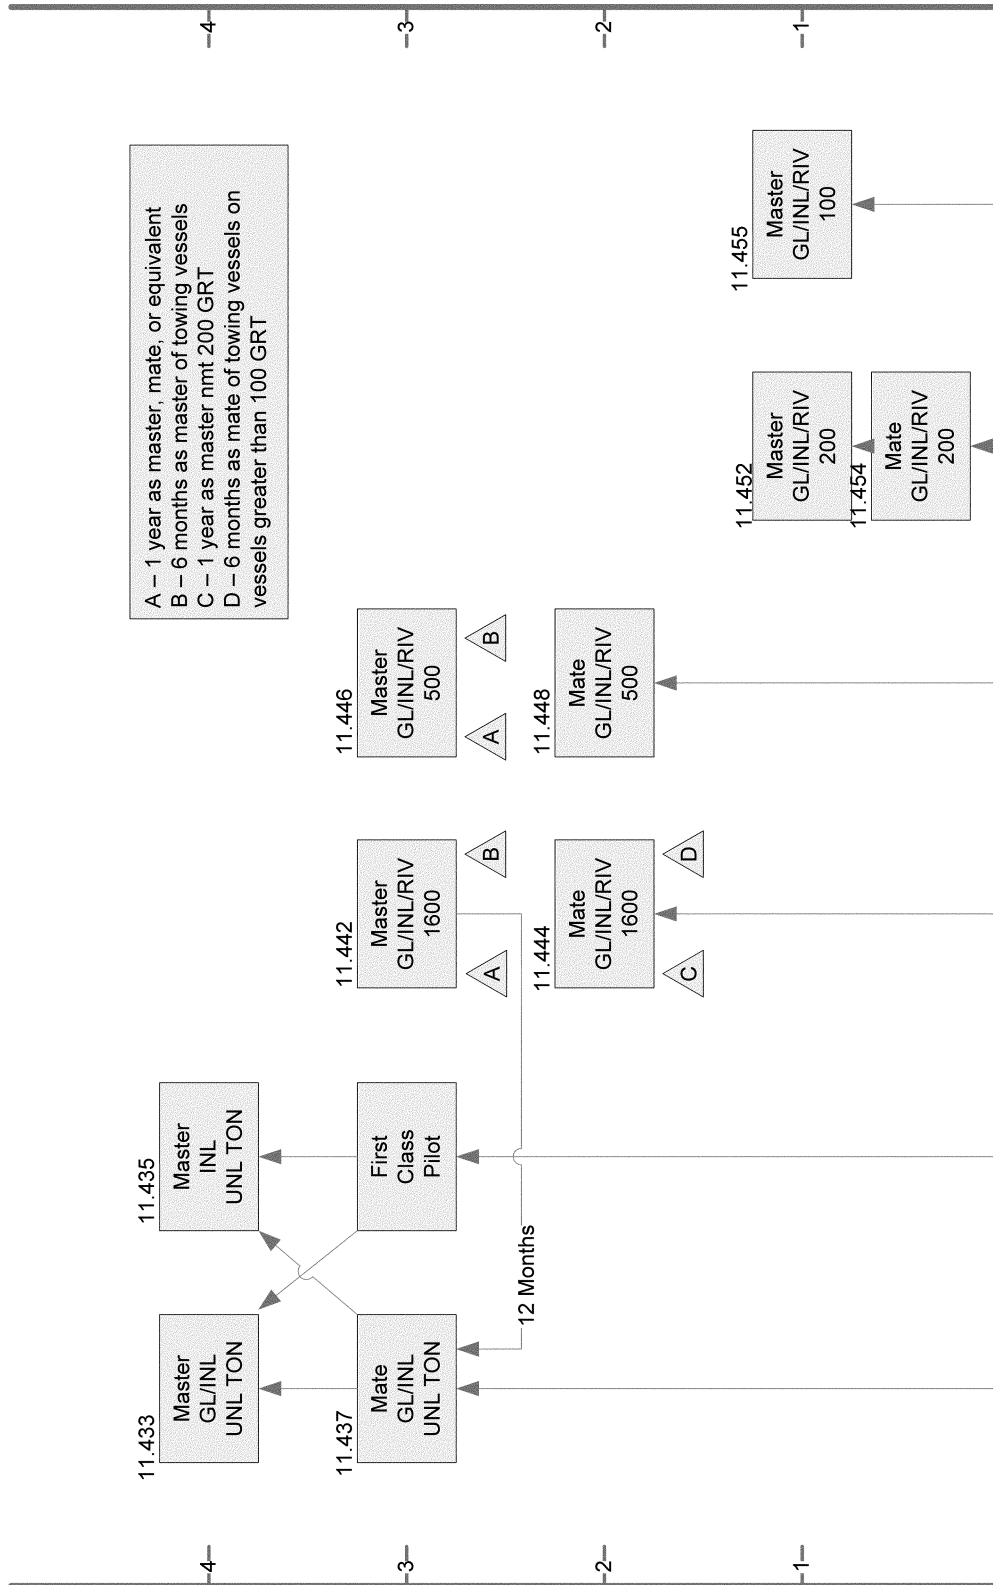 4
3
2
1
A – 1 year as master, mate, or equivalent
B – 6 months as master of towing vessels
C – 1 year as master nmt 200 GRT
D – 6 months as mate of towing vessels on
vessels greater than 100 GRT
11.433
Master
GL/INL
UNL TON
11.435
Master
INL
UNL TON
11.437
Mate
GL/INL
UNL TON
First
Class
Pilot
11.442
Master
GL/INL/RIV
1600
A
B
11.446
Master
GL/INL/RIV
500
A
B
12 Months
11.444
Mate
GL/INL/RIV
1600
C
D
11.448
Mate
GL/INL/RIV
500
11.452
Master
GL/INL/RIV
200
11.455
Master
GL/INL/RIV
100
11.454
Mate
GL/INL/RIV
200
4
3
2
1